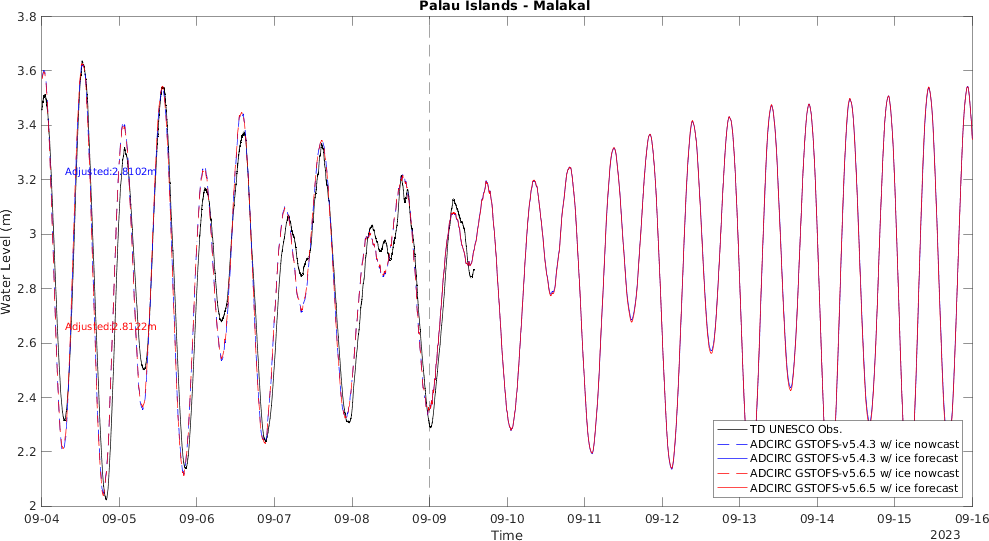 Palau Islands - Malakal
Water Level (m)
3.8
3.6
3.4
3.2
3
2.8
2.6
2.4
2.2
2
Adjusted:2.8102m
Adjusted:2.8122m
TD UNESCO Obs.
ADCIRC GSTOFS-v5.4.3 w/ ice nowcast
ADCIRC GSTOFS-v5.4.3 w/ ice forecast
ADCIRC GSTOFS-v5.6.5 w/ ice nowcast
ADCIRC GSTOFS-v5.6.5 w/ ice forecast
09-04 09-05 09-06 09-07 09-08 09-09 09-10 09-11 09-12 09-13 09-14 09-15 09-16
Time
2023